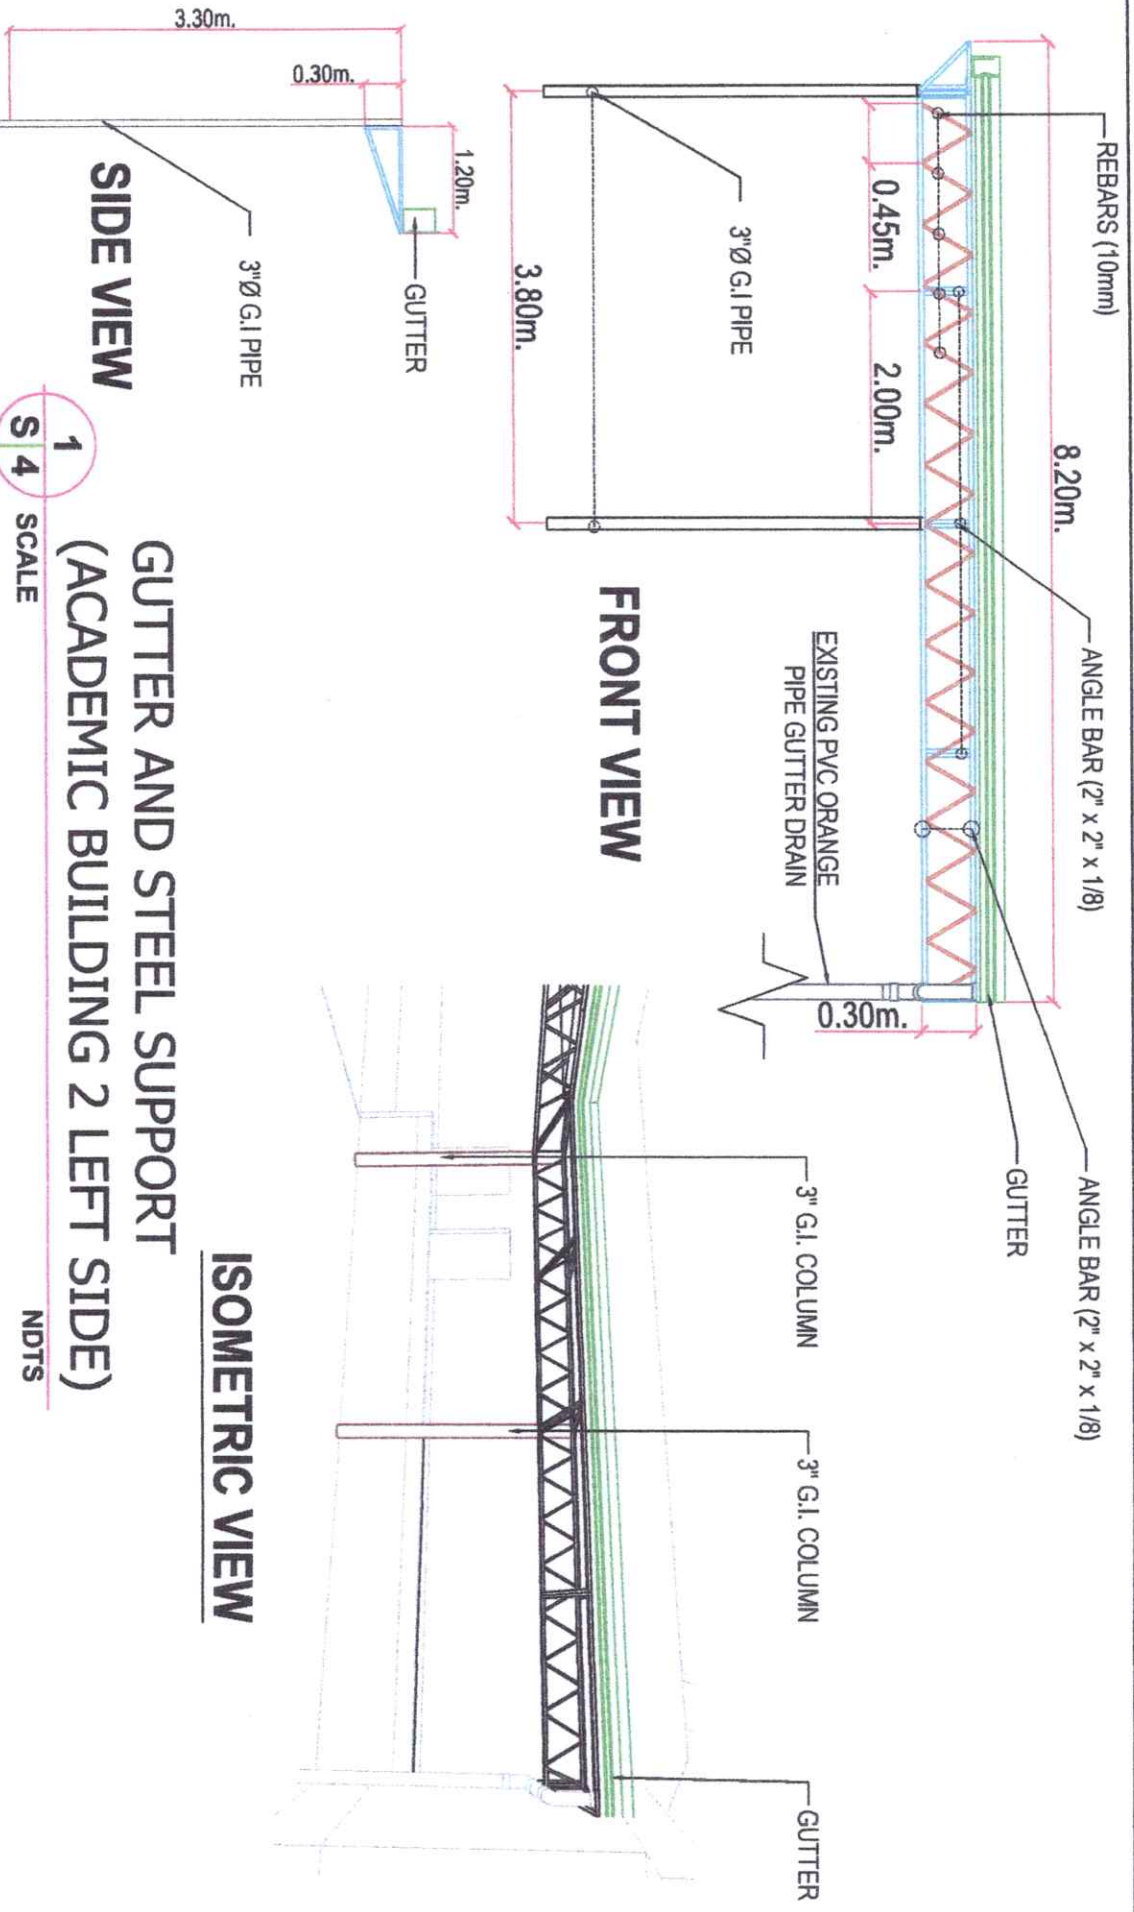 8.20m.
REBARS (10mm)
ANGLE BAR (2" x 2" x 1/8)
ANGLE BAR (2" x 2" x 1/8)
GUTTER
0.45m.
2.00m.
0.30m.
3"Ø G.I PIPE
EXISTING PVC ORANGE
PIPE GUTTER DRAIN
3.80m.
FRONT VIEW
3" G.I. COLUMN
3" G.I. COLUMN
GUTTER
ISOMETRIC VIEW
3.30m.
0.30m.
1.20m.
GUTTER
3"Ø G.I PIPE
SIDE VIEW
1
S 4
GUTTER AND STEEL SUPPORT
(ACADEMIC BUILDING 2 LEFT SIDE)
SCALE
NDTS